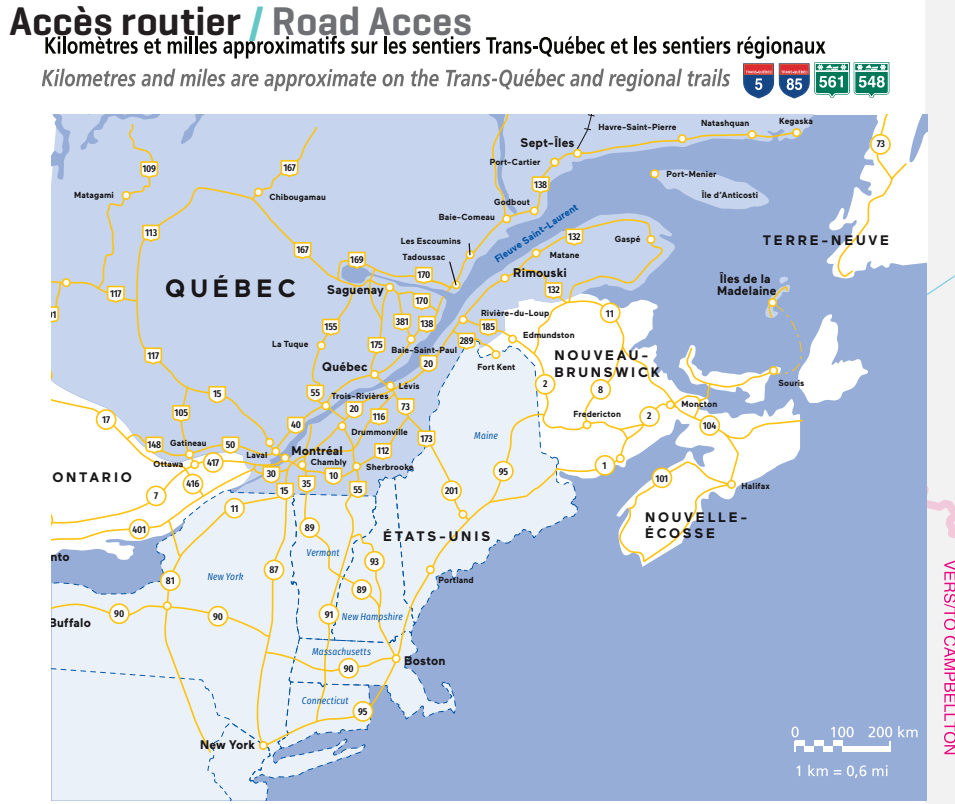 Accès routier / Road Acces
Kilomètres et milles approximatifs sur les sentiers Trans-Québec et les sentiers régionaux
Kilometres and miles are approximate on the Trans-Québec and regional trails 5 85 561 548
Havre-Saint-Pierre Natashquan Kegaska
Sept-Îles 73
Port-Cartier
109 167
Port-Menier
Matagami Chibougamau 138 Île d'Anticosti
Godbout
Baie-Comeau
113 Fleuve Saint-Laurent
132 Gaspé TERRE-NEUVE
167 Les Escoumins
169 Tadoussac Matane
170 Rimouski Îles de la
Madelaine
QUÉBEC Saguenay 132
117 170
Rivière-du-Loup 11
155 381 138 185
La Tuque 175 289 Edmundston
Baie-Saint-Paul
117 20 NOUVEAU-
BRUNSWICK
Québec Fort Kent
Lévis 2 8 Souris
15 55 Trois-Rivières
105 20 116 73 Fredericton 2 Moncton
17 40 104
Drummonville
148 Gatineau 50 173 Maine
Laval Montréal 112
Ottawa 417 Chambly Sherbrooke 1
ONTARIO 416 30 10 95 101
7 15 35 55 201 Halifax
11
401 89 NOUVELLE-
ÉCOSSE
ÉTATS-UNIS
nto Vermont
93
81 New York 87 Portland
89
90 90 91 New Hampshire
Buffalo
Massachusetts
90 Boston
Connecticut
95
New York
0 100 200 km
1 km = 0,6 mi
VERS/TO CAMPBELLTON